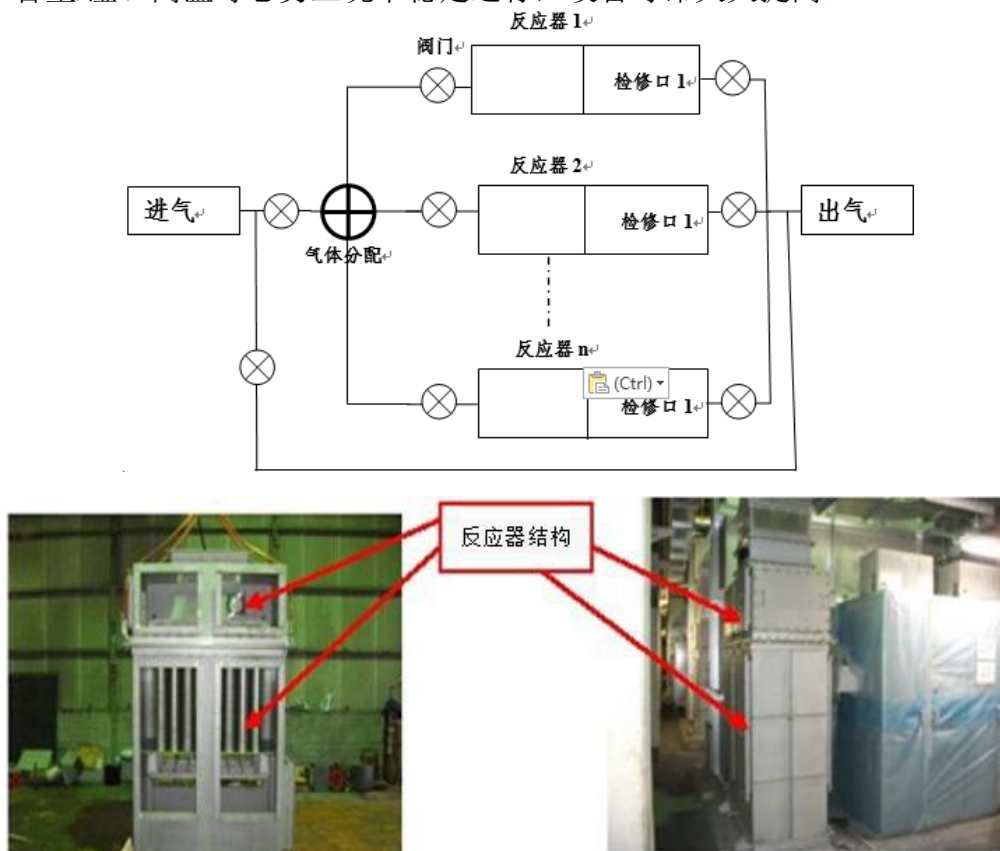 反应器 1
阀门
检修口 1
反应器 2
进气
检修口 1
出气
气体分配
反应器 n
(Ctrl)
检修口 1
反应器结构